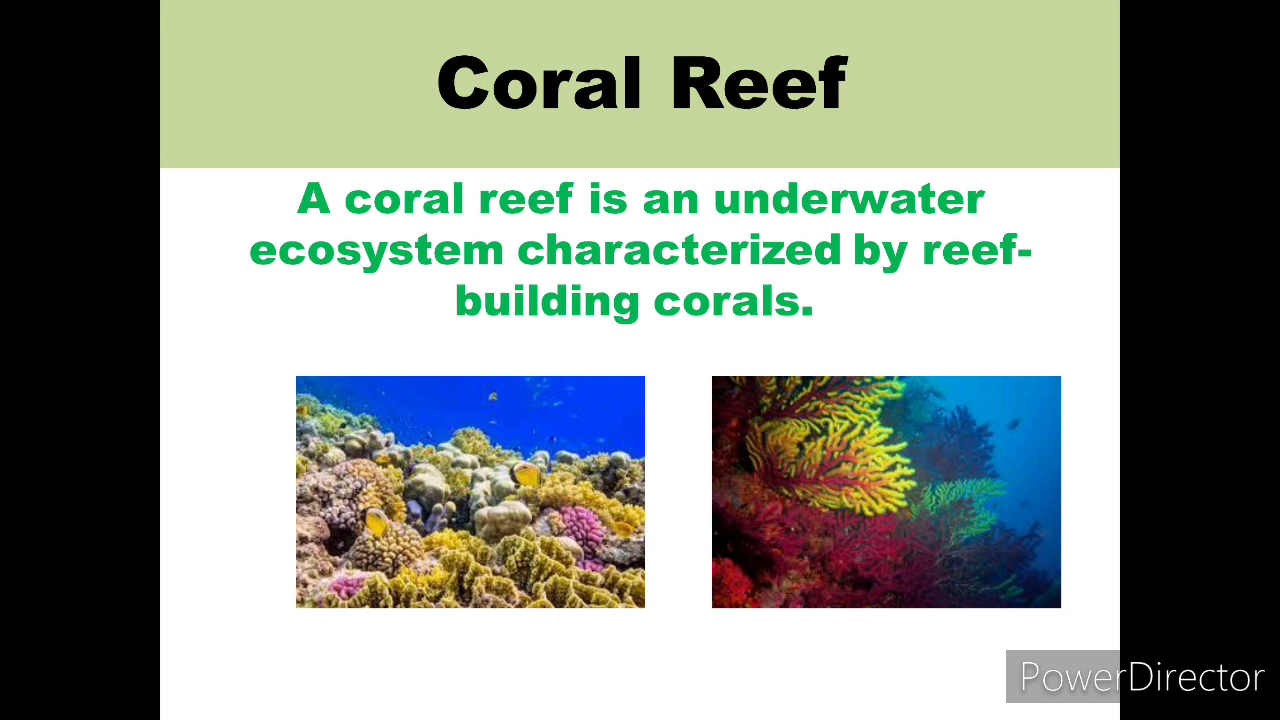 Coral Reef
A coral reef is an underwater
ecosystem characterized by reef-
building corals.
PowerDirector